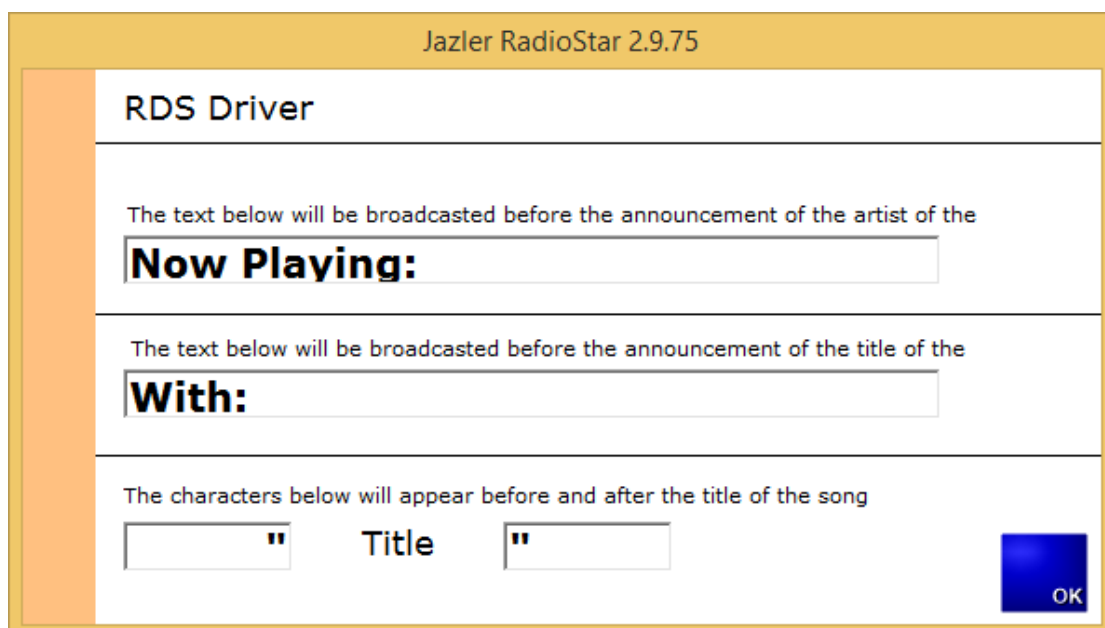 Jazler RadioStar 2.9.75
RDS Driver
The text below will be broadcasted before the announcement of the artist of the
Now Playing:
The text below will be broadcasted before the announcement of the title of the
With:
The characters below will appear before and after the title of the song
" Title "
OK